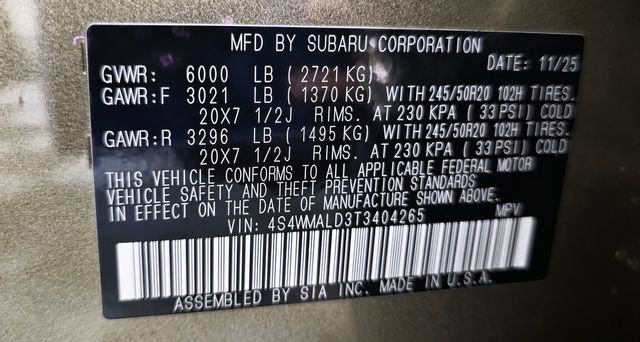 MFD BY SUBARU CORPORATION
DATE: 11/25
GVWR: 6000 LB ( 2721 KG)
GAWR:F 3021 LB ( 1370 KG) WITH 245/50R20 102H TIRES.
20X7 1/2J RIMS. AT 230 KPA ( 33 PSI) COLD
GAWR:R 3296 LB ( 1495 KG) WITH 245/50R20 102H TIRES.
20X7 1/2J RIMS. AT 230 KPA ( 33 PSI) COLD
THIS VEHICLE CONFORMS TO ALL APPLICABLE FEDERAL MOTOR
VEHICLE SAFETY AND THEFT PREVENTION STANDARDS
IN EFFECT ON THE DATE OF MANUFACTURE SHOWN ABOVE.
VIN: 4S4WMALD3T3404265 MPV
ASSEMBLED BY SIA INC. MADE IN U.S.A.